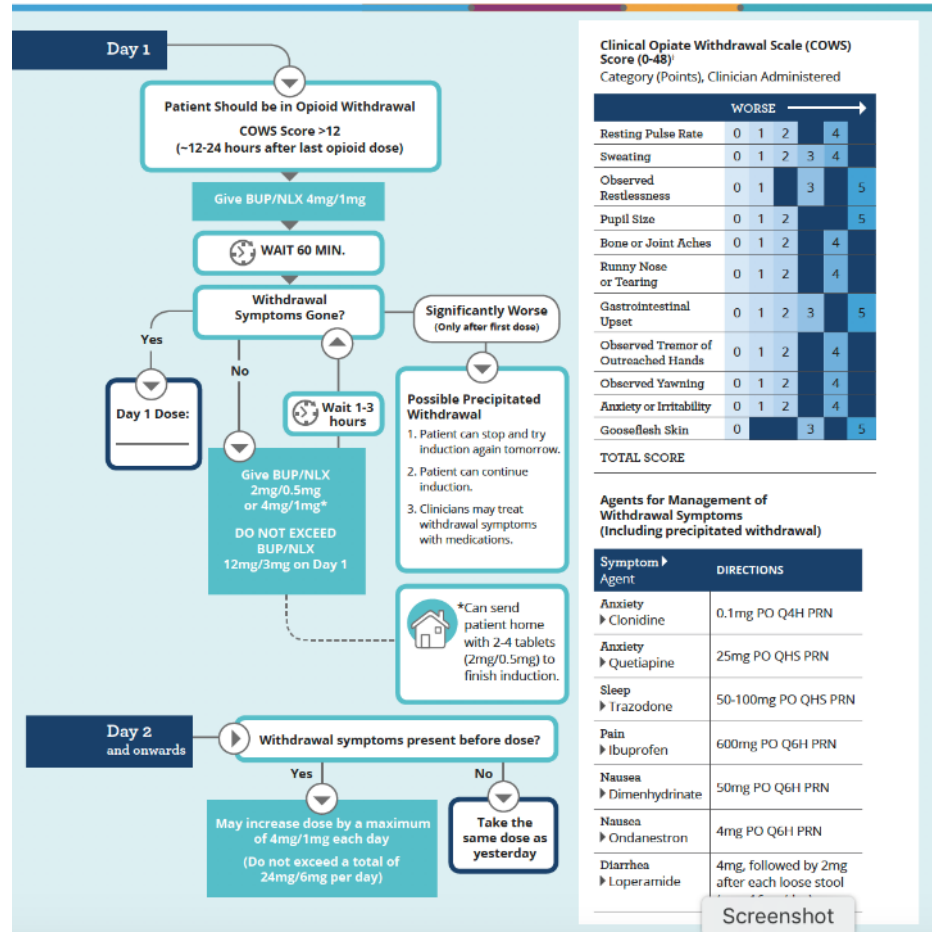 Day 1
Patient Should be in Opioid Withdrawal
COWS Score >12
(~12-24 hours after last opioid dose)
Give BUP/NLX 4mg/1mg
WAIT 60 MIN.
Withdrawal
Symptoms Gone?
Significantly Worse
(Only after first dose)
Yes
No
Day 1 Dose:
Wait 1-3
hours
Give BUP/NLX
2mg/0.5mg
or 4mg/1mg*
DO NOT EXCEED
BUP/NLX
12mg/3mg on Day 1
Possible Precipitated
Withdrawal
1. Patient can stop and try
induction again tomorrow.
2. Patient can continue
induction.
3. Clinicians may treat
withdrawal symptoms
with medications.
*Can send
patient home
with 2-4 tablets
(2mg/0.5mg) to
finish induction.
Day 2
and onwards
Withdrawal symptoms present before dose?
Yes
No
May increase dose by a maximum
of 4mg/1mg each day
(Do not exceed a total of
24mg/6mg per day)
Take the
same dose as
yesterday
Clinical Opiate Withdrawal Scale (COWS)
Score (0-48)i
Category (Points), Clinician Administered
WORSE
Resting Pulse Rate 0 1 2 4
Sweating 0 1 2 3 4
Observed
Restlessness 0 1 3 5
Pupil Size 0 1 2 5
Bone or Joint Aches 0 1 2 4
Runny Nose
or Tearing 0 1 2 4
Gastrointestinal
Upset 0 1 2 3 5
Observed Tremor of
Outreached Hands 0 1 2 4
Observed Yawning 0 1 2 4
Anxiety or Irritability 0 1 2 4
Gooseflesh Skin 0 3 5
TOTAL SCORE
Agents for Management of
Withdrawal Symptoms
(Including precipitated withdrawal)
Symptom
Agent DIRECTIONS
Anxiety
Clonidine 0.1mg PO Q4H PRN
Anxiety
Quetiapine 25mg PO QHS PRN
Sleep
Trazodone 50-100mg PO QHS PRN
Pain
Ibuprofen 600mg PO Q6H PRN
Nausea
Dimenhydrinate 50mg PO Q6H PRN
Nausea
Ondanestron 4mg PO Q6H PRN
Diarrhea
Loperamide 4mg, followed by 2mg
after each loose stool
Screenshot